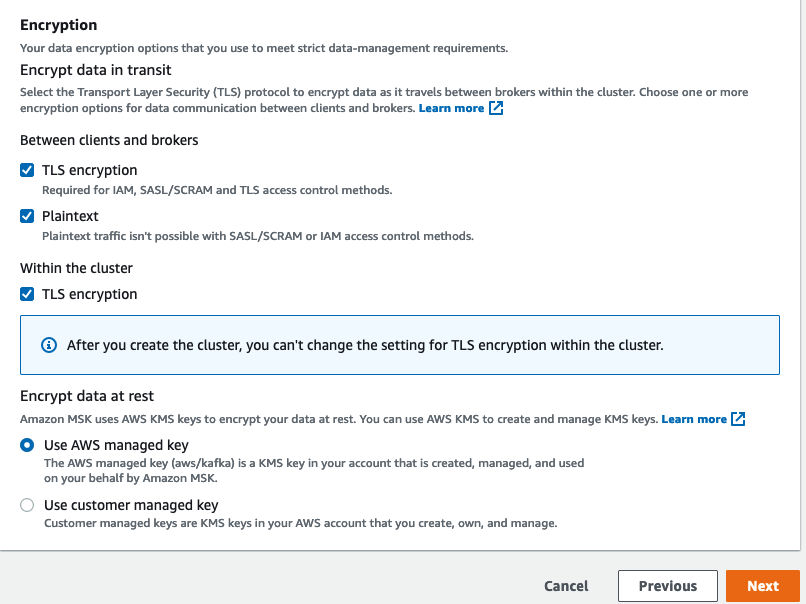 Encryption
Your data encryption options that you use to meet strict data-management requirements.
Encrypt data in transit
Select the Transport Layer Security (TLS) protocol to encrypt data as it travels between brokers within the cluster. Choose one or more
encryption options for data communication between clients and brokers. Learn more
Between clients and brokers
TLS encryption
Required for IAM, SASL/SCRAM and TLS access control methods.
Plaintext
Plaintext traffic isn't possible with SASL/SCRAM or IAM access control methods.
Within the cluster
TLS encryption
After you create the cluster, you can't change the setting for TLS encryption within the cluster.
Encrypt data at rest
Amazon MSK uses AWS KMS keys to encrypt your data at rest. You can use AWS KMS to create and manage KMS keys. Learn more
Use AWS managed key
The AWS managed key (aws/kafka) is a KMS key in your account that is created, managed, and used
on your behalf by Amazon MSK.
Use customer managed key
Customer managed keys are KMS keys in your AWS account that you create, own, and manage.
Cancel Previous Next